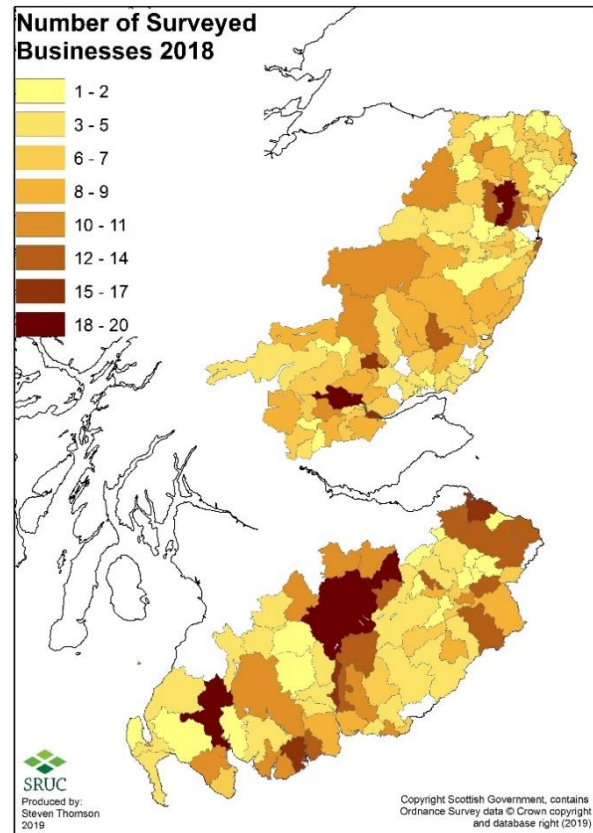 Number of Surveyed
Businesses 2018
1 - 2
3 - 5
6 - 7
8 - 9
10 - 11
12 - 14
15 - 17
18 - 20
SRUC
Produced by:
Steven Thomson
2019
Copyright Scottish Government, contains
Ordnance Survey data © Crown copyright
and database right (2019)